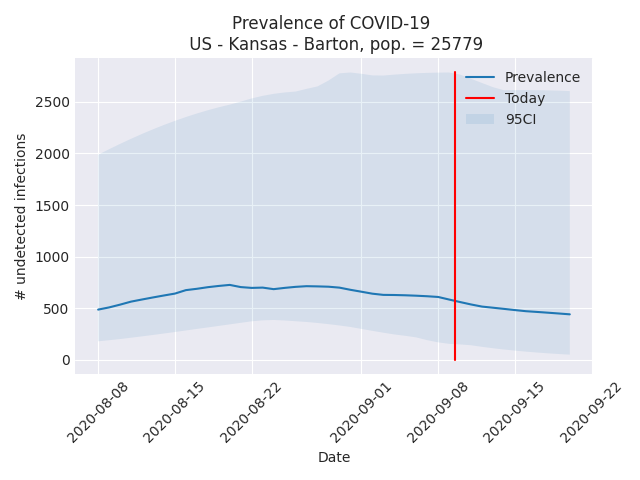 Prevalence of COVID-19
US - Kansas - Barton, pop. = 25779
Prevalence
Today
95CI
2500
2000
1500
1000
500
0
# undetected infections
2020-08-08
2020-08-15
2020-08-22
2020-09-01
2020-09-08
2020-09-15
2020-09-22
Date